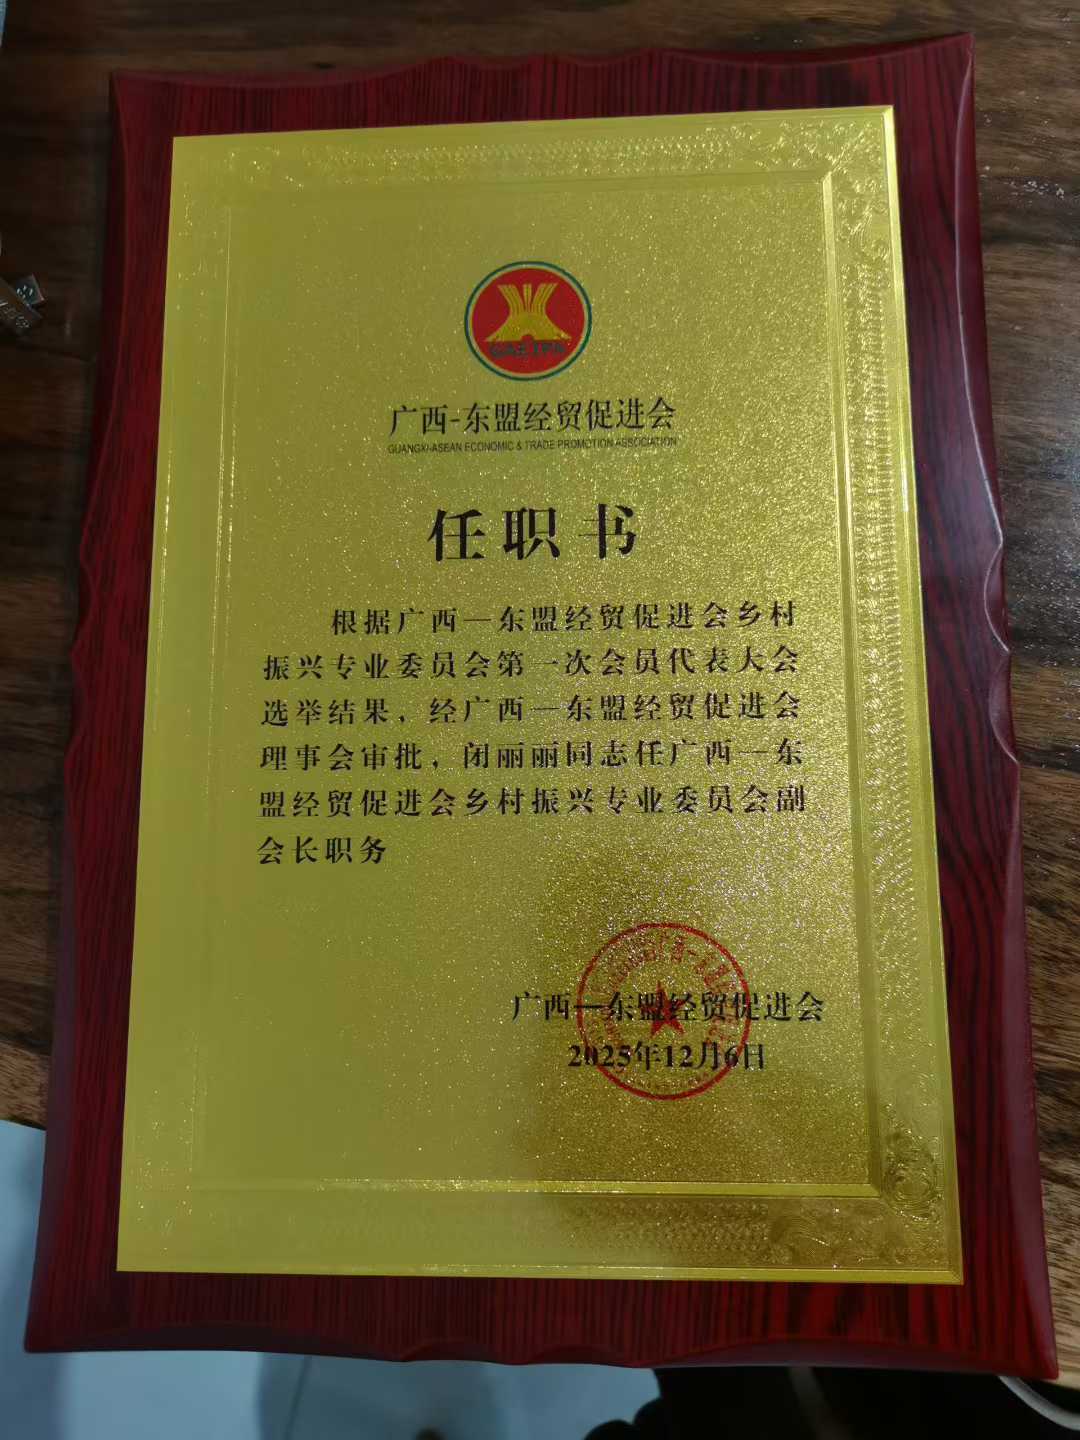 GAETPA
广西-东盟经贸促进会
GUANGXI-ASEAN ECONOMIC & TRADE PROMOTION ASSOCIATION
任职书
根据广西—东盟经贸促进会乡村
振兴专业委员会第一次会员代表大会
选举结果，经广西—东盟经贸促进会
理事会审批，闭丽丽同志任广西—东
盟经贸促进会乡村振兴专业委员会副
会长职务
广西—东盟经贸促进会
2025年12月6日